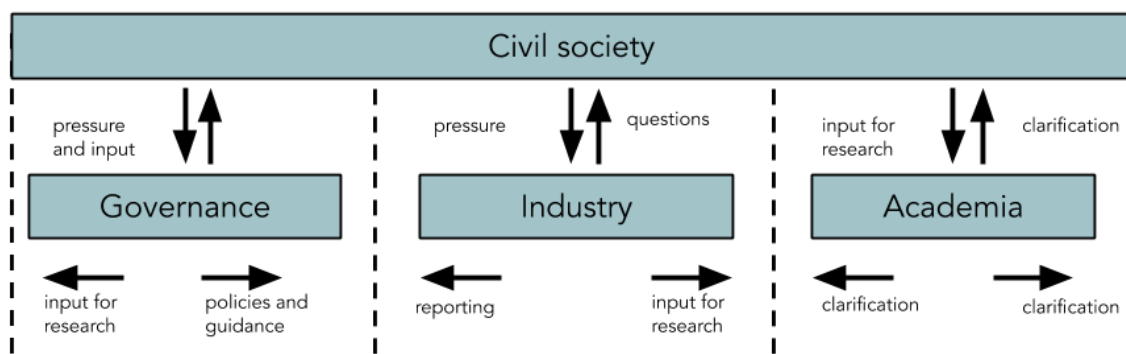 Civil society
pressure
and input
pressure
questions
input for
research
clarification
Governance
Industry
Academia
input for
research
policies and
guidance
reporting
input for
research
clarification
clarification